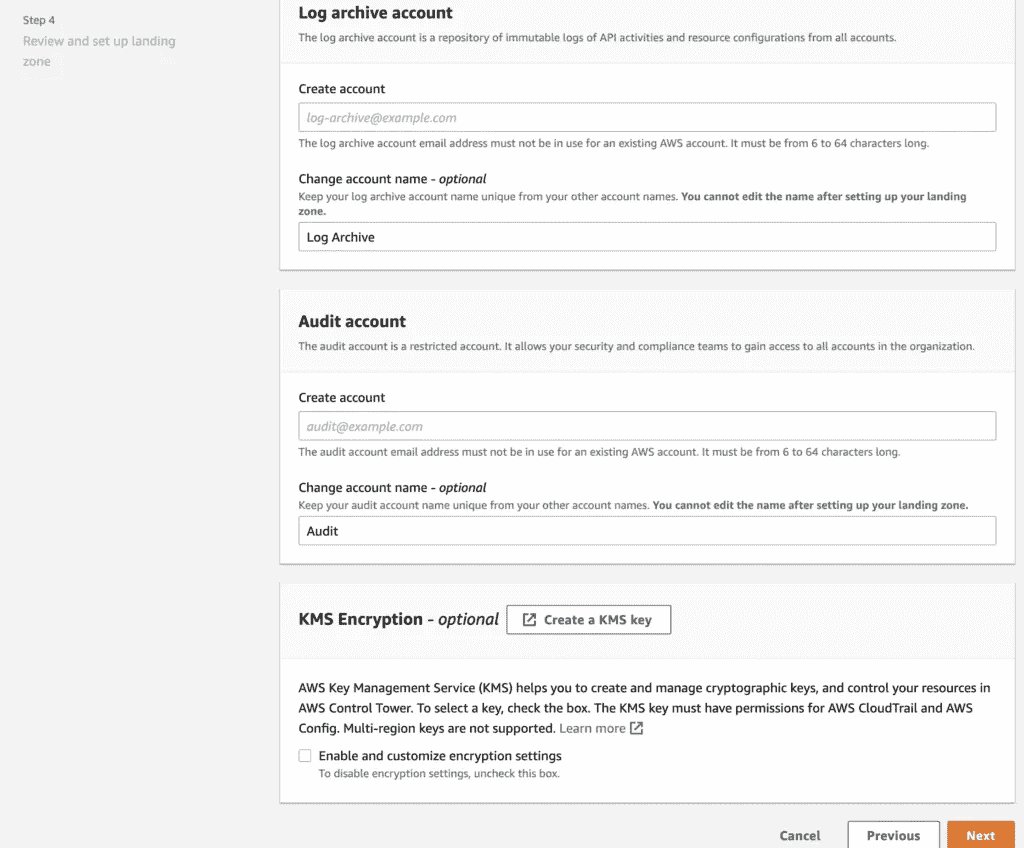 Step 4
Review and set up landing
zone
Log archive account
The log archive account is a repository of immutable logs of API activities and resource configurations from all accounts.
Create account
log-archive@example.com
The log archive account email address must not be in use for an existing AWS account. It must be from 6 to 64 characters long.
Change account name - optional
Keep your log archive account name unique from your other account names. You cannot edit the name after setting up your landing
zone.
Log Archive
Audit account
The audit account is a restricted account. It allows your security and compliance teams to gain access to all accounts in the organization.
Create account
audit@example.com
The audit account email address must not be in use for an existing AWS account. It must be from 6 to 64 characters long.
Change account name - optional
Keep your audit account name unique from your other account names. You cannot edit the name after setting up your landing zone.
Audit
KMS Encryption - optional Create a KMS key
AWS Key Management Service (KMS) helps you to create and manage cryptographic keys, and control your resources in
AWS Control Tower. To select a key, check the box. The KMS key must have permissions for AWS CloudTrail and AWS
Config. Multi-region keys are not supported. Learn more
Enable and customize encryption settings
To disable encryption settings, uncheck this box.
Cancel Previous Next